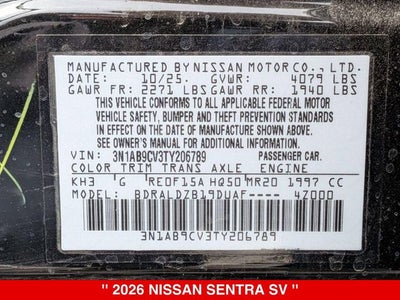 MANUFACTURED BY NISSAN MOTOR CO., LTD.
DATE: 10/25. GVWR: 4079 LBS
GAWR FR: 2271 LBS GAWR RR: 1940 LBS
THIS VEHICLE CONFORMS TO ALL APPLICABLE FEDERAL MOTOR
VEHICLE SAFETY, BUMPER AND THEFT PREVENTION STANDARDS
IN EFFECT ON THE DATE OF MANUFACTURE SHOWN ABOVE.
SEE OWNER'S MANUAL FOR ADDITIONAL INFORMATION
VIN: 3N1AB9CV3TY206789 PASSENGER CAR.
COLOR TRIM TRANS AXLE ENGINE
KH3 G RE0F15A HQ50 MR20 1997 CC
MODEL: BDRALDZB19DUAF---- 4Z000
3N1AB9CV3TY206789
" 2026 NISSAN SENTRA SV "